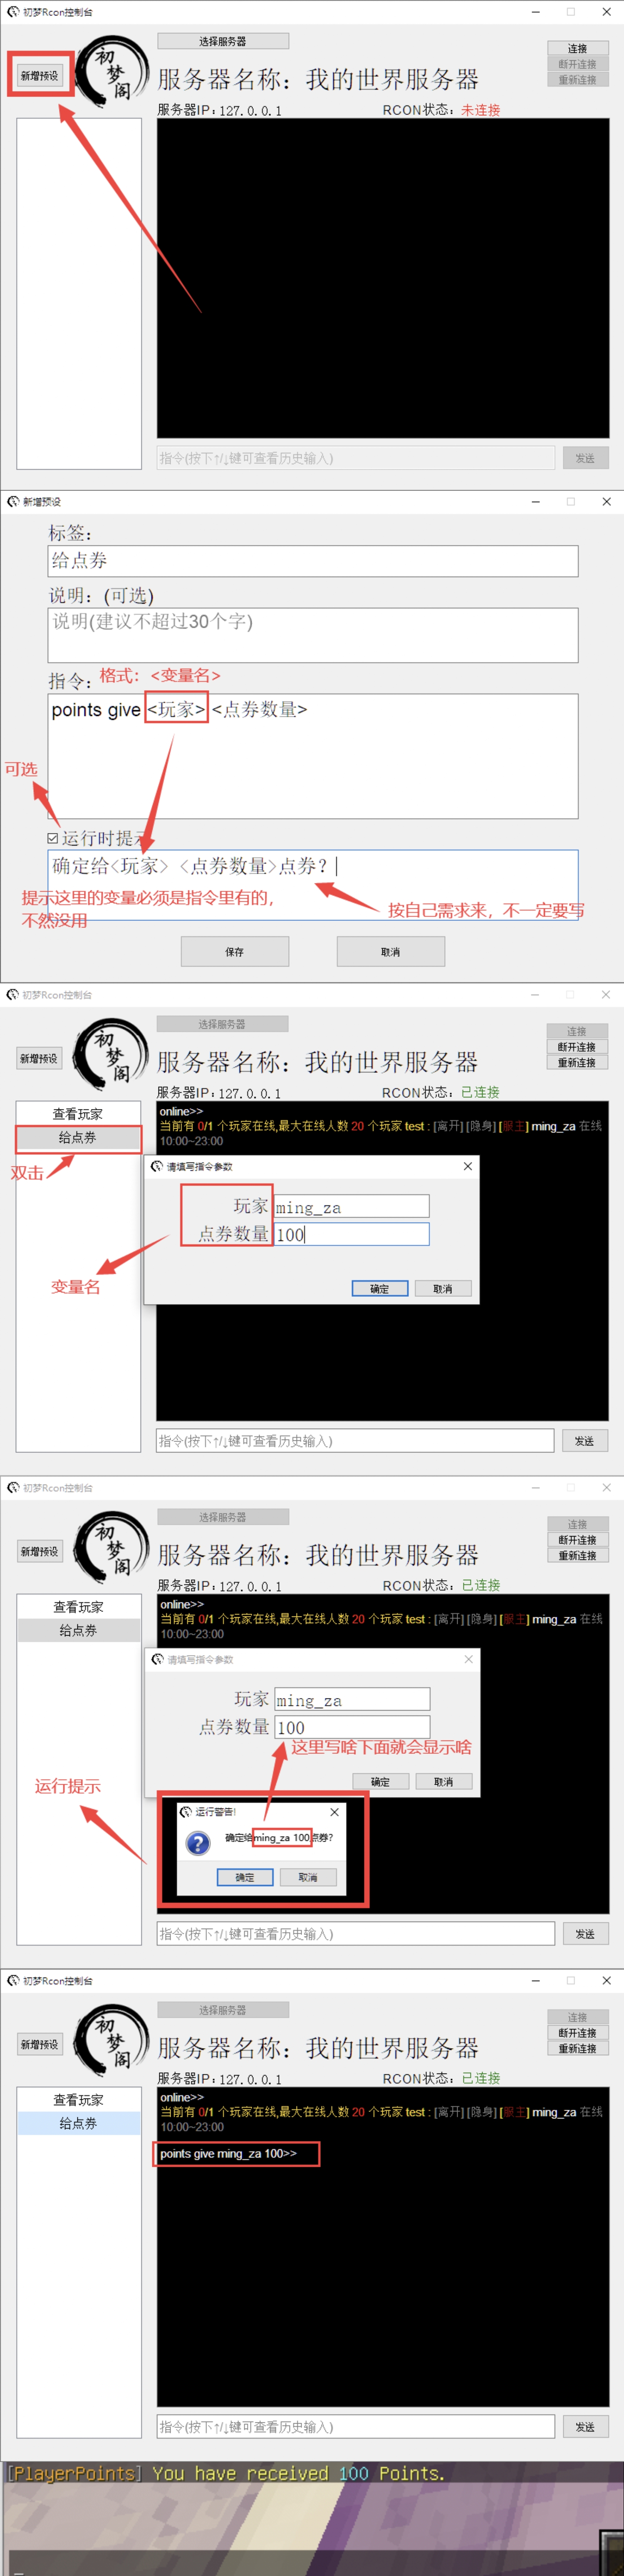 初梦Rcon控制台
选择服务器
连接
新增预设
初梦阁
服务器名称：我的世界服务器
断开连接
重新连接
服务器IP：127.0.0.1
RCON状态：未连接
指令(按下↑/↓键可查看历史输入)
发送
新增预设
标签：
给点券
说明：(可选)
说明(建议不超过30个字)
指令：
格式：<变量名>
points give <玩家> <点券数量>
可选
运行时提示
确定给<玩家> <点券数量>点券？
提示这里的变量必须是指令里有的，
不然没用
按自己需求来，不一定要写
保存
取消
初梦Rcon控制台
选择服务器
连接
新增预设
初梦阁
服务器名称：我的世界服务器
断开连接
重新连接
服务器IP：127.0.0.1
RCON状态：已连接
查看玩家
给点券
双击
变量名
online>>
当前有 0/1 个玩家在线,最大在线人数 20 个玩家 test : [离开] [隐身] [服主] ming_za 在线
10:00~23:00
请填写指令参数
玩家 ming_za
点券数量 100
确定
取消
指令(按下↑/↓键可查看历史输入)
发送
初梦Rcon控制台
选择服务器
连接
新增预设
初梦阁
服务器名称：我的世界服务器
断开连接
重新连接
服务器IP：127.0.0.1
RCON状态：已连接
查看玩家
给点券
online>>
当前有 0/1 个玩家在线,最大在线人数 20 个玩家 test : [离开] [隐身] [服主] ming_za 在线
10:00~23:00
请填写指令参数
玩家 ming_za
点券数量 100
这里写啥下面就会显示啥
确定
取消
运行提示
运行警告!
确定给ming_za 100点券?
确定
取消
指令(按下↑/↓键可查看历史输入)
发送
初梦Rcon控制台
选择服务器
连接
新增预设
初梦阁
服务器名称：我的世界服务器
断开连接
重新连接
服务器IP：127.0.0.1
RCON状态：已连接
查看玩家
给点券
online>>
当前有 0/1 个玩家在线,最大在线人数 20 个玩家 test : [离开] [隐身] [服主] ming_za 在线
10:00~23:00
points give ming_za 100>>
指令(按下↑/↓键可查看历史输入)
发送
[PlayerPoints] You have received 100 Points.